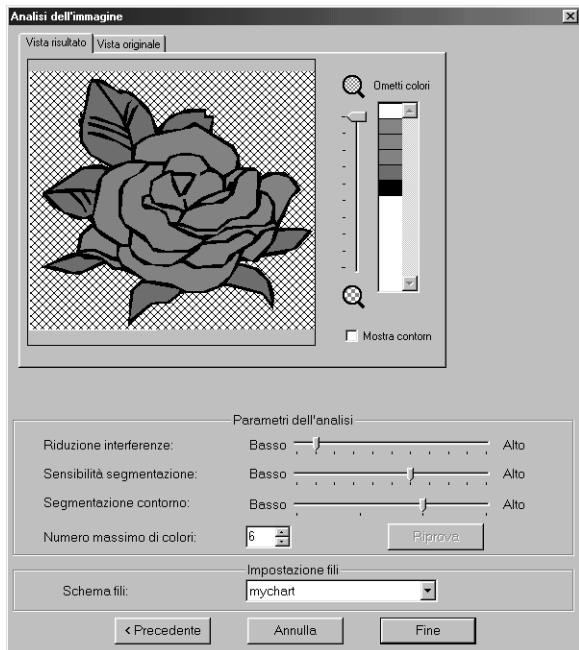 Analisi dell'immagine
Vista risultato Vista originale
Ometti colori
Mostra contorn
Parametri dell'analisi
Riduzione interferenze: Basso Alto
Sensibilità segmentazione: Basso Alto
Segmentazione contorno: Basso Alto
Numero massimo di colori: 6 Riprova
Impostazione fili
Schema fili: mychart
< Precedente Annulla Fine